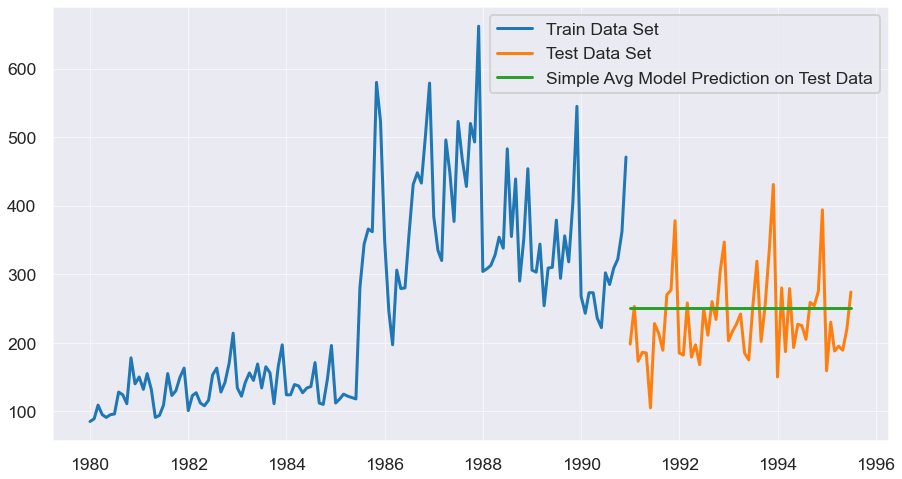 Train Data Set
Test Data Set
Simple Avg Model Prediction on Test Data
600
500
400
300
200
100
1980 1982 1984 1986 1988 1990 1992 1994 1996